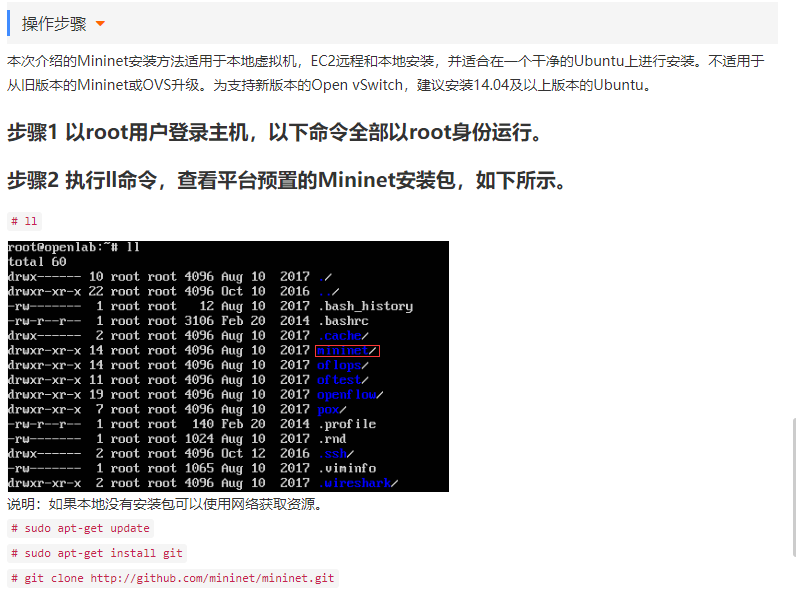 操作步骤
本次介绍的Mininet安装方法适用于本地虚拟机，EC2远程和本地安装，并适合在一个干净的Ubuntu上进行安装。不适用于
从旧版本的Mininet或OVS升级。为支持新版本的Open vSwitch，建议安装14.04及以上版本的Ubuntu。
步骤1 以root用户登录主机，以下命令全部以root身份运行。
步骤2 执行ll命令，查看平台预置的Mininet安装包，如下所示。
# ll
root@openlab:~# ll
total 60
drwx------ 10 root root 4096 Aug 10  2017 ./
drwxr-xr-x 22 root root 4096 Oct 10  2016 ../
-rw-------  1 root root   12 Aug 10  2017 .bash_history
-rw-r--r--  1 root root 3106 Feb 20  2014 .bashrc
drwx------  2 root root 4096 Aug 10  2017 .cache/
drwxr-xr-x 14 root root 4096 Aug 10  2017 mininet/
drwxr-xr-x 14 root root 4096 Aug 10  2017 oflops/
drwxr-xr-x 11 root root 4096 Aug 10  2017 oftest/
drwxr-xr-x 19 root root 4096 Aug 10  2017 openflow/
drwxr-xr-x  7 root root 4096 Aug 10  2017 pox/
-rw-r--r--  1 root root  140 Feb 20  2014 .profile
-rw-------  1 root root 1024 Aug 10  2017 .rnd
drwx------  2 root root 4096 Oct 12  2016 .ssh/
-rw-------  1 root root 1065 Aug 10  2017 .viminfo
drwxr-xr-x  2 root root 4096 Aug 10  2017 .wireshark/
说明：如果本地没有安装包可以使用网络获取资源。
# sudo apt-get update
# sudo apt-get install git
# git clone http://github.com/mininet/mininet.git